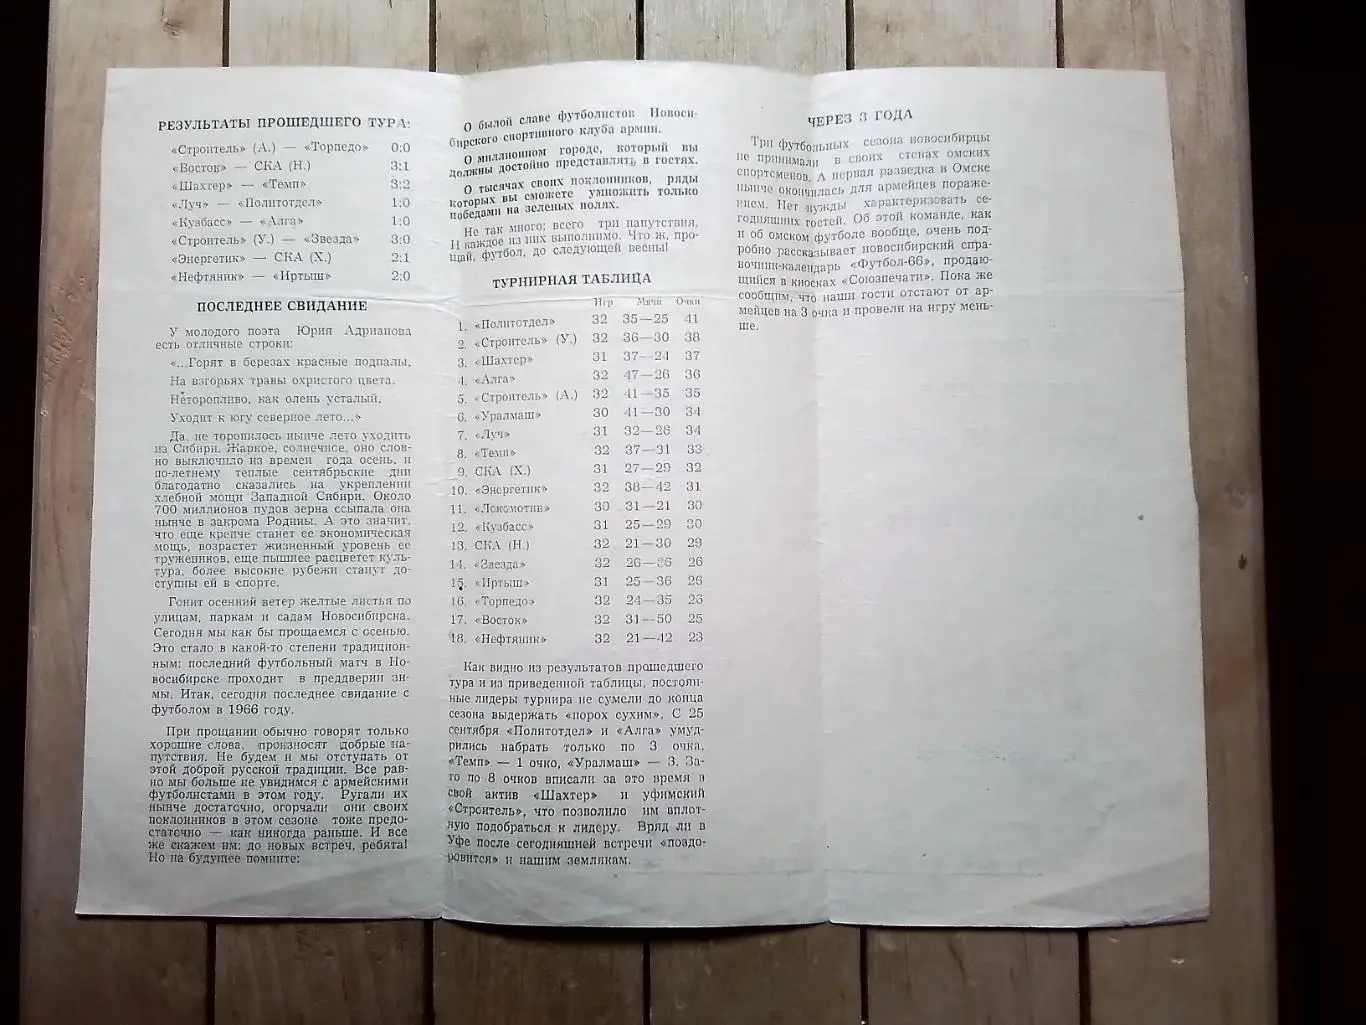 РЕЗУЛЬТАТЫ ПРОШЕДШЕГО ТУРА:
«Строитель» (А.) — «Торпедо» 0:0
«Восток» — СКА (Н.) 3:1
«Шахтер» — «Темп» 3:2
«Луч» — «Политотдел» 1:0
«Кузбасс» — «Алга» 1:0
«Строитель» (У.) — «Звезда» 3:0
«Энергетик» — СКА (Х.) 2:1
«Нефтяник» — «Иртыш» 2:0
ПОСЛЕДНЕЕ СВИДАНИЕ
У молодого поэта Юрия Адрианова
есть отличные строки:
«...Горят в березах красные подпалы,
На взгорьях травы охристого цвета.
Неторопливо, как олень усталый,
Уходит к югу северное лето...»
Да, не торопилось нынче лето уходить
из Сибири. Жаркое, солнечное, оно слов-
но выключило из времен года осень, и
по-летнему теплые сентябрьские дни
благодатно сказались на укреплении
хлебной мощи Западной Сибири. Около
700 миллионов пудов зерна ссыпала она
нынче в закрома Родины. А это значит,
что еще крепче станет ее экономическая
мощь, возрастет жизненный уровень ее
тружеников, еще пышнее расцветет куль-
тура, более высокие рубежи станут до-
ступны ей в спорте.
Гонит осенний ветер желтые листья по
улицам, паркам и садам Новосибирска.
Сегодня мы как бы прощаемся с осенью.
Это стало в какой-то степени традицион-
ным: последний футбольный матч в Но-
восибирске проходит в преддверии зи-
мы. Итак, сегодня последнее свидание с
футболом в 1966 году.
При прощании обычно говорят только
хорошие слова, произносят добрые на-
путствия. Не будем и мы отступать от
этой доброй русской традиции. Все рав-
но мы больше не увидимся с армейскими
футболистами в этом году. Ругали их
нынче достаточно, огорчали они своих
поклонников в этом сезоне тоже предо-
статочно — как никогда раньше. И все
же скажем им: до новых встреч, ребята!
Но на будущее помните:
О былой славе футболистов Новоси-
бирского спортивного клуба армии.
О миллионном городе, который вы
должны достойно представлять в гостях.
О тысячах своих поклонников, ряды
которых вы сможете умножить только
победами на зеленых полях.
Не так много: всего три напутствия.
И каждое из них выполнимо. Что ж, про-
щай, футбол, до следующей весны!
ТУРНИРНАЯ ТАБЛИЦА
Игр Мячи Очки
1. «Политотдел» 32 35—25 41
2. «Строитель» (У.) 32 36—30 38
3. «Шахтер» 31 37—24 37
4. «Алга» 32 47—26 36
5. «Строитель» (А.) 32 41—35 35
6. «Уралмаш» 30 41—30 34
7. «Луч» 31 32—26 34
8. «Темп» 32 37—31 33
9. СКА (Х.) 31 27—29 32
10. «Энергетик» 32 38—42 31
11. «Локомотив» 30 31—21 30
12. «Кузбасс» 31 25—29 30
13. СКА (Н.) 32 21—30 29
14. «Звезда» 32 26—36 26
15. «Иртыш» 31 25—36 26
16. «Торпедо» 32 24—35 26
17. «Восток» 32 31—50 25
18. «Нефтяник» 32 21—42 23
Как видно из результатов прошедшего
тура и из приведенной таблицы, постоян-
ные лидеры турнира не сумели до конца
сезона выдержать «порох сухим». С 25
сентября «Политотдел» и «Алга» умуд-
рились набрать только по 3 очка,
«Темп» — 1 очко, «Уралмаш» — 3. За-
то по 8 очков вписали за это время в
свой актив «Шахтер» и уфимский
«Строитель», что позволило им вплот-
ную подобраться к лидеру. Вряд ли в
Уфе после сегодняшней встречи «поздо-
ровится» и нашим землякам.
ЧЕРЕЗ 3 ГОДА
Три футбольных сезона новосибирцы
не принимали в своих стенах омских
спортсменов. А первая разведка в Омске
нынче окончилась для армейцев пораже-
нием. Нет нужды характеризовать се-
годняшних гостей. Об этой команде, как
и об омском футболе вообще, очень под-
робно рассказывает новосибирский спра-
вочник-календарь «Футбол-66», продаю-
щийся в киосках «Союзпечати». Пока же
сообщим, что наши гости отстают от ар-
мейцев на 3 очка и провели на игру мень-
ше.